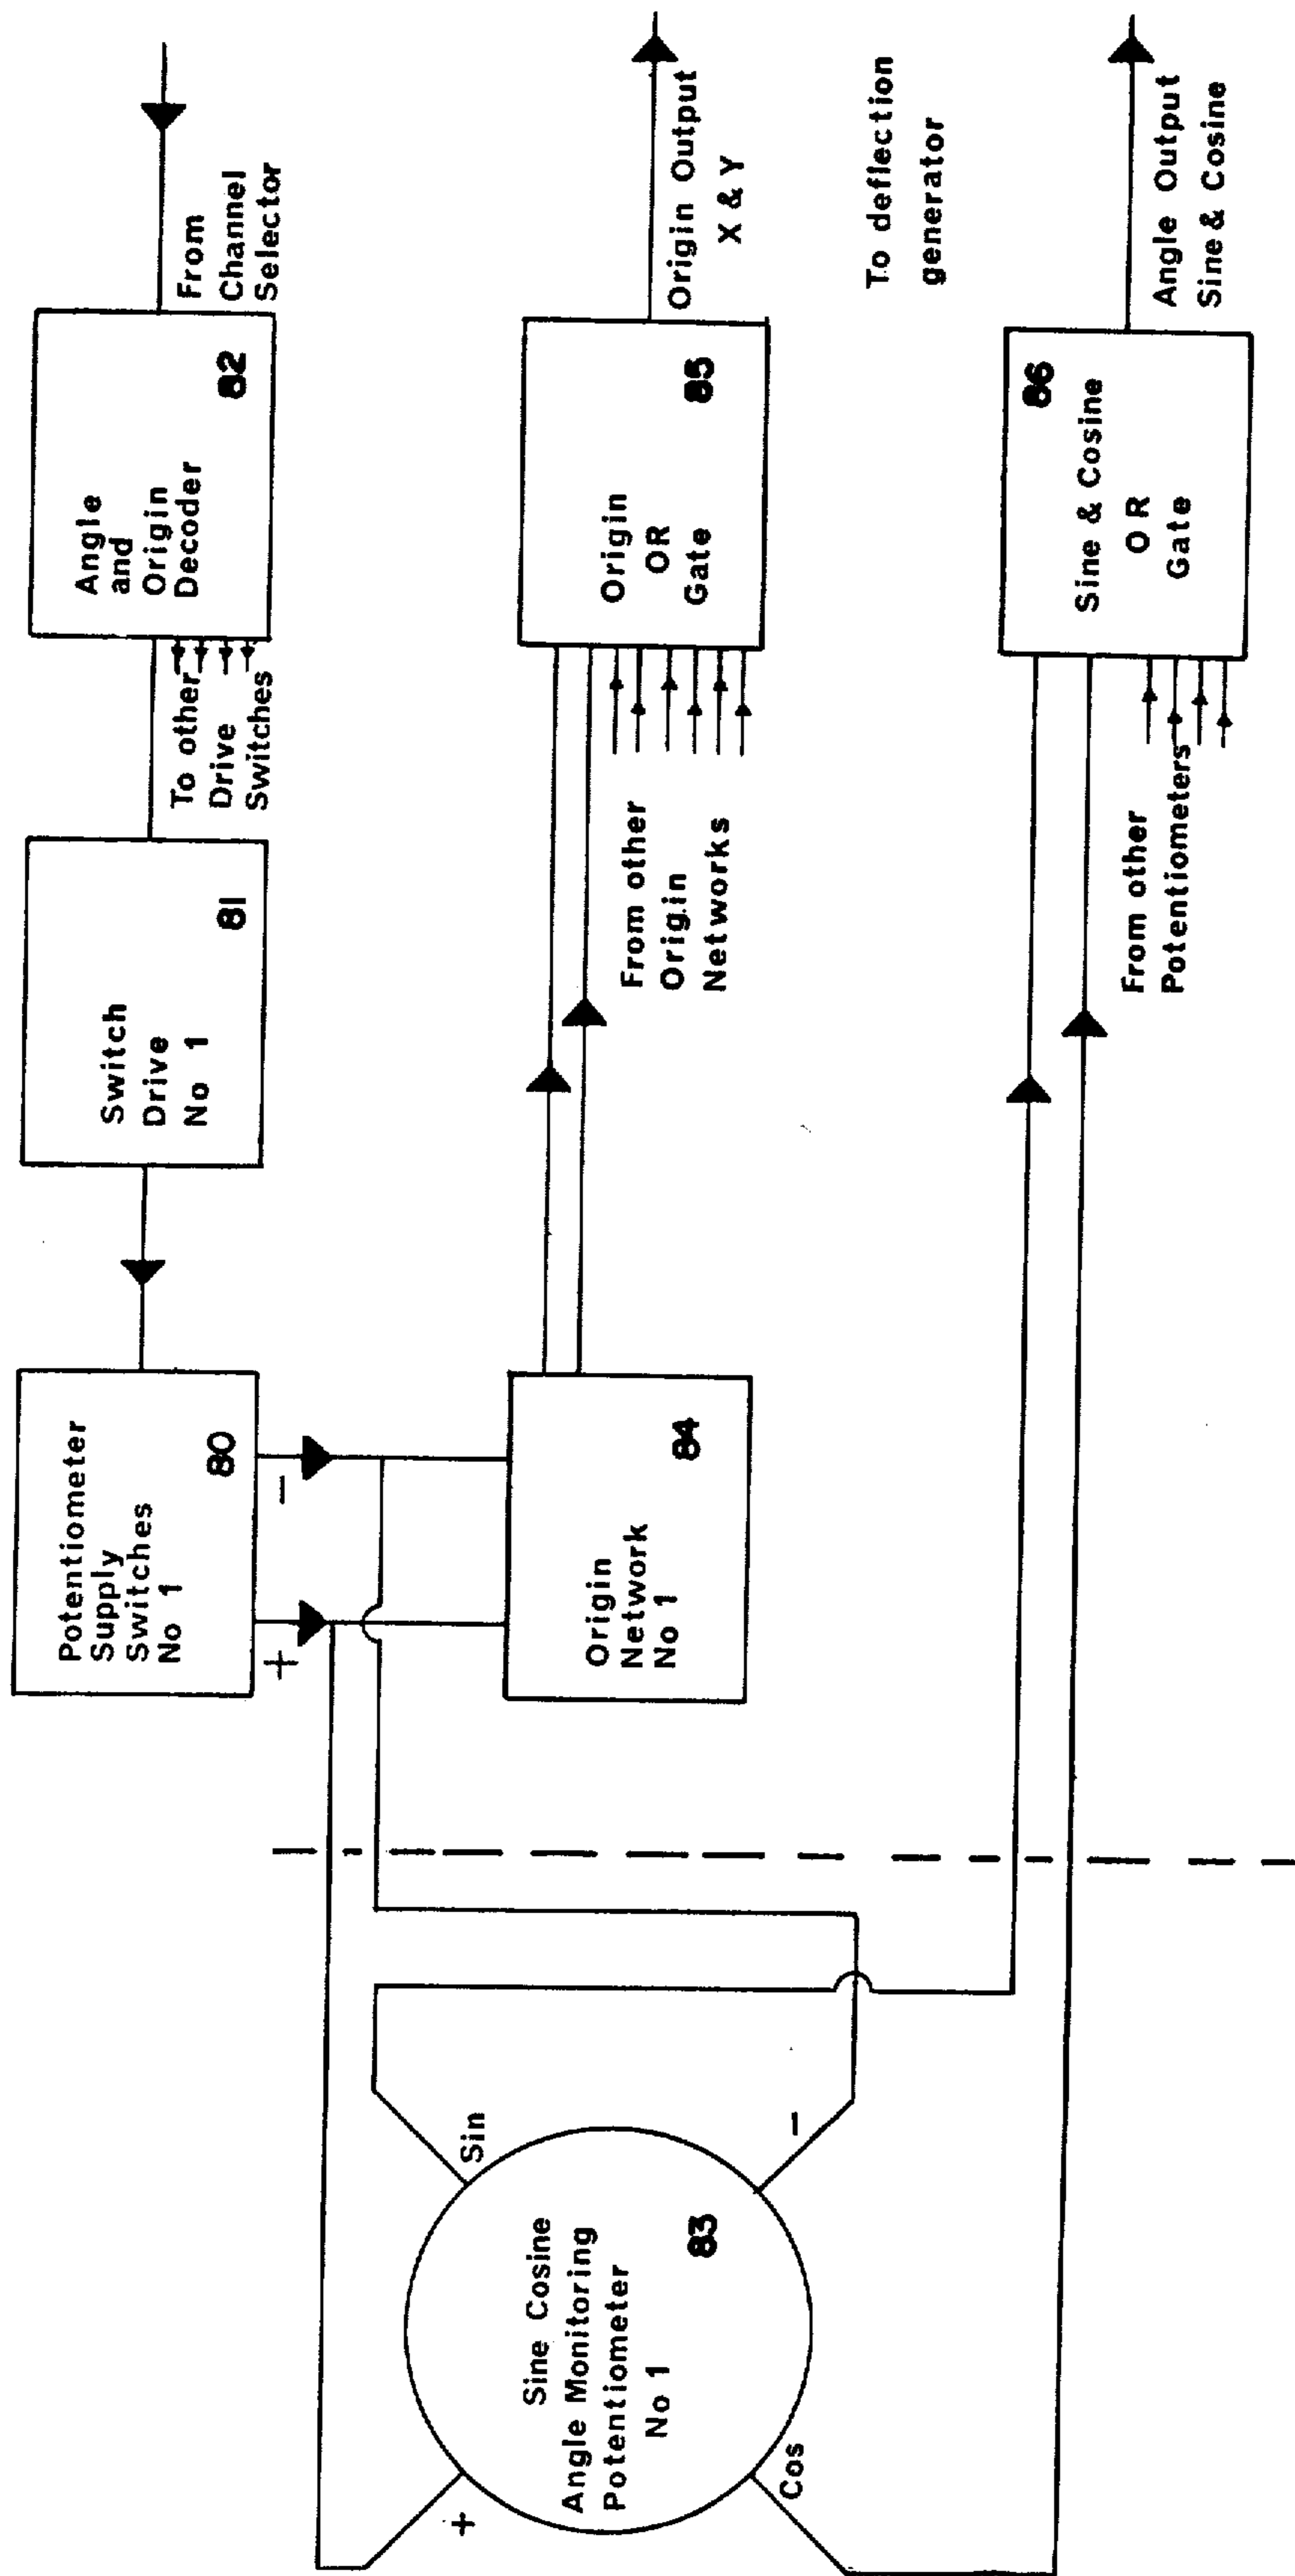 Potentiometer
Supply
Switches
No 1
80
+
−
Switch
Drive
No 1
81
Angle
and
Origin
Decoder
82
To other
Drive
Switches
From
Channel
Selector
Origin
Network
No 1
84
From other
Origin
Networks
Origin
OR
Gate
85
Origin Output
X & Y
To deflection
generator
Sine Cosine
Angle Monitoring
Potentiometer
No 1
83
+
Sin
−
Cos
From other
Potentiometers
Sine & Cosine
OR
Gate
86
Angle Output
Sine & Cosine